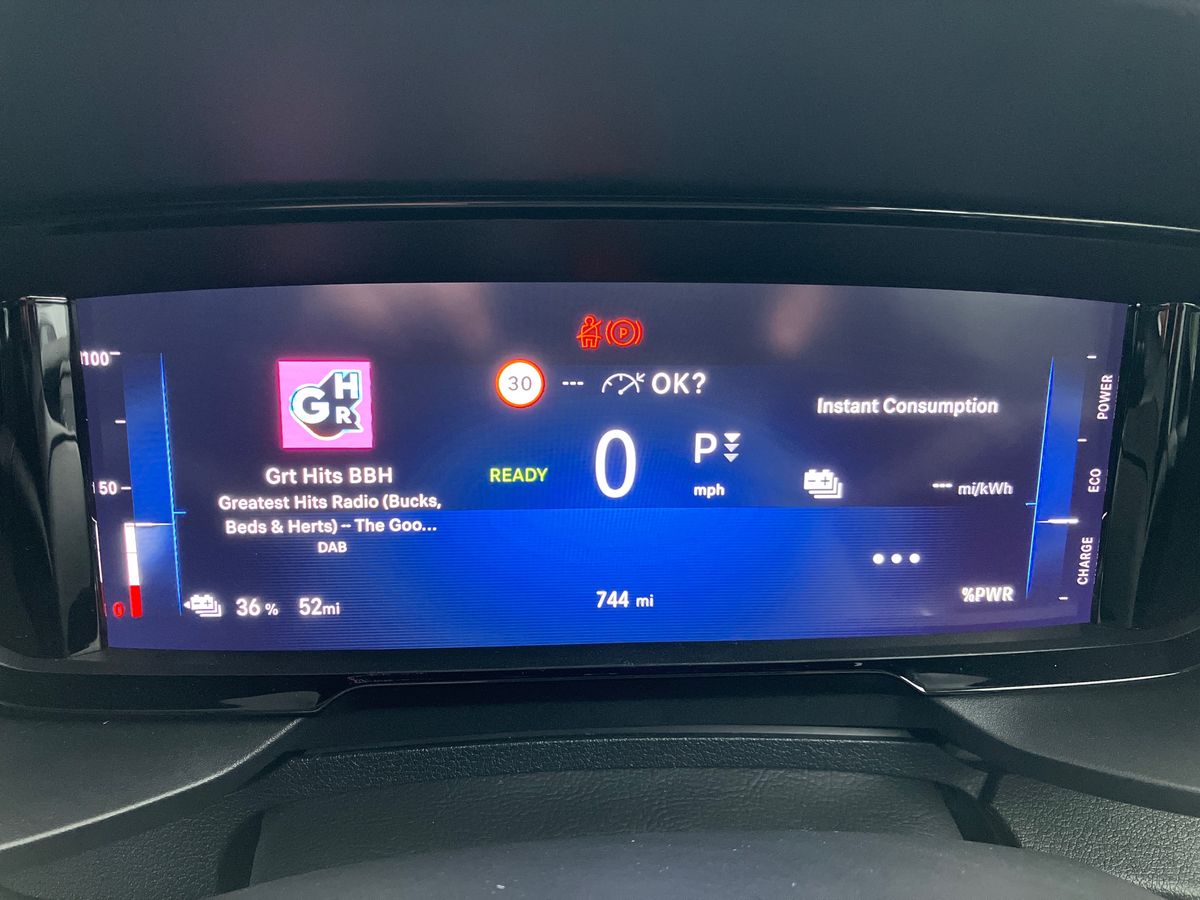 100
50
0
GHR
Grt Hits BBH
Greatest Hits Radio (Bucks,
Beds & Herts) -- The Goo...
DAB
36 % 52mi
P
30 --- OK?
READY 0 P
mph
744 mi
Instant Consumption
--- mi/kWh
%PWR
POWER
ECO
CHARGE